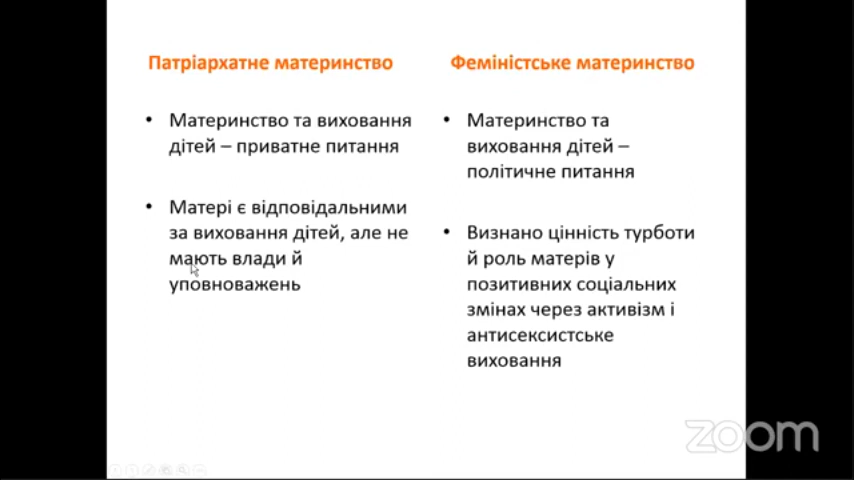 Патріархатне материнство
• Материнство та виховання
дітей – приватне питання
• Матері є відповідальними
за виховання дітей, але не
мають влади й
уповноважень
Феміністське материнство
• Материнство та
виховання дітей –
політичне питання
• Визнано цінність турботи
й роль матерів у
позитивних соціальних
змінах через активізм і
антисексистське
виховання
zoom